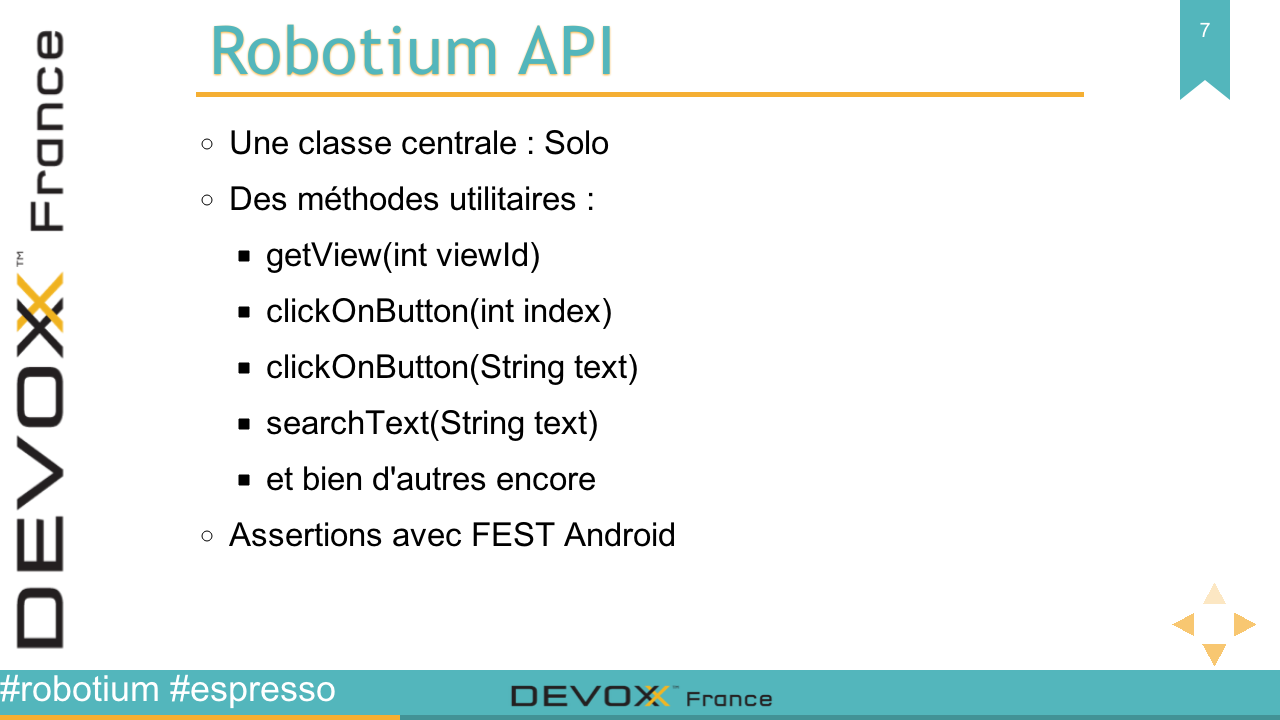 Robotium API
7
Une classe centrale : Solo
Des méthodes utilitaires :
getView(int viewId)
clickOnButton(int index)
clickOnButton(String text)
searchText(String text)
et bien d'autres encore
Assertions avec FEST Android
DEVOXX™ France
#robotium #espresso
DEVOXX™ France